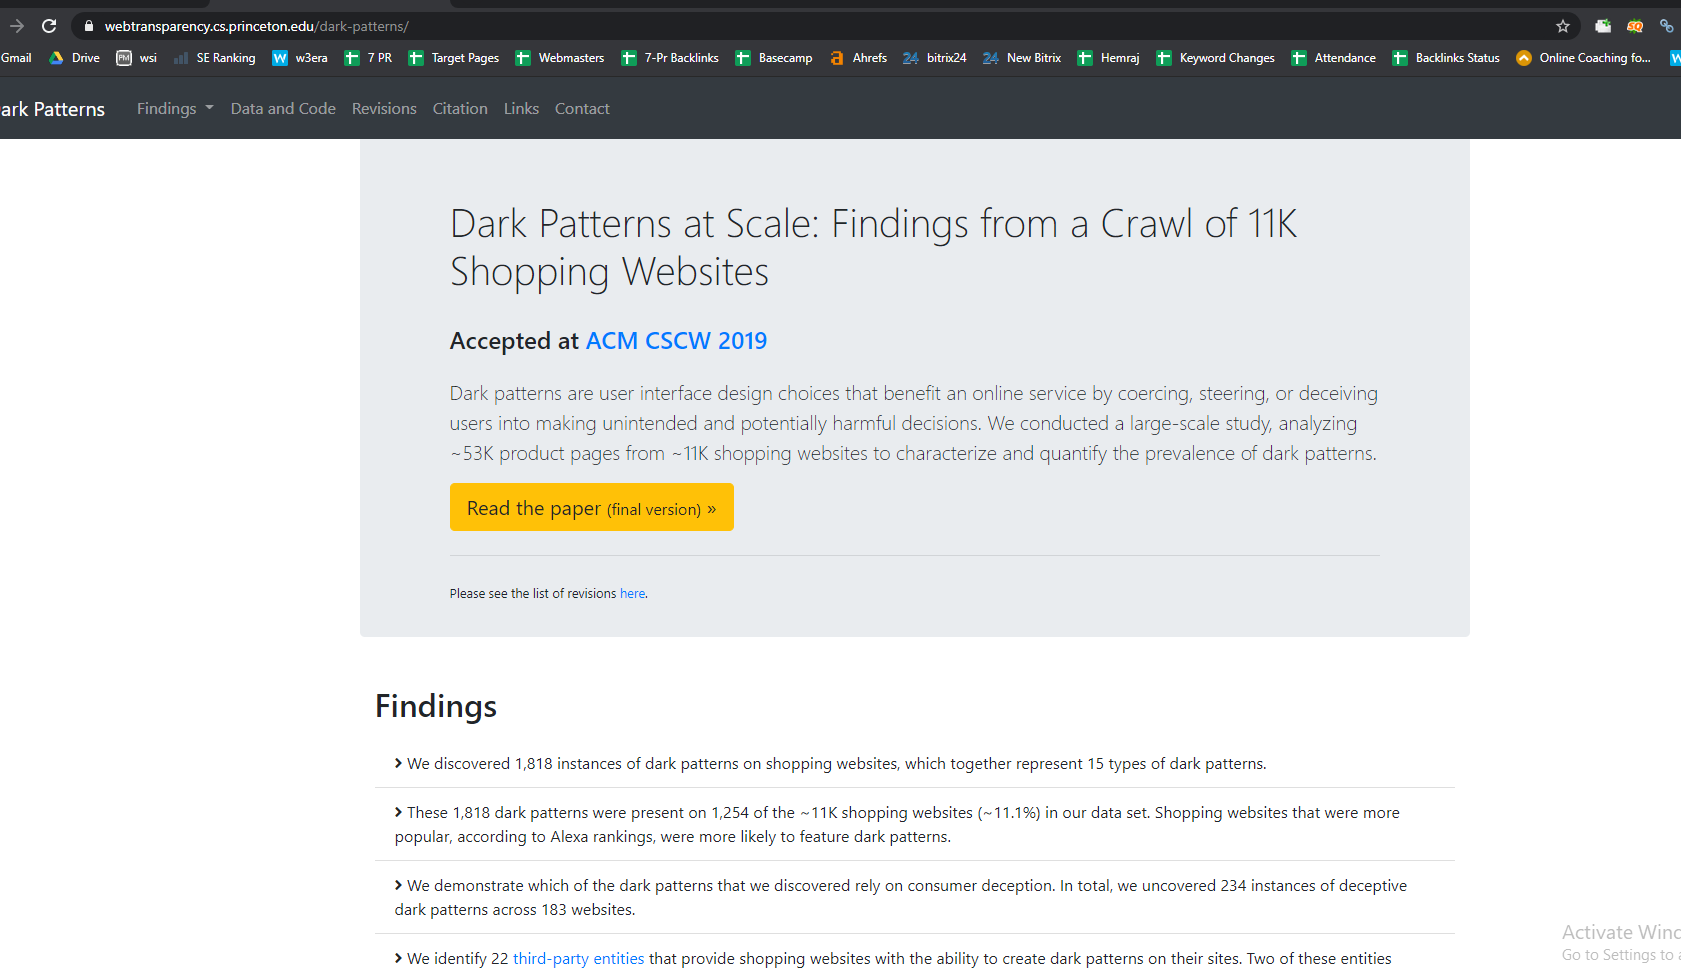 webtransparency.cs.princeton.edu/dark-patterns/
Gmail Drive PM wsi SE Ranking W w3era 7 PR Target Pages Webmasters 7-Pr Backlinks Basecamp a Ahrefs 24 bitrix24 24 New Bitrix Hemraj Keyword Changes Attendance Backlinks Status Online Coaching fo... W
ark Patterns Findings Data and Code Revisions Citation Links Contact
Dark Patterns at Scale: Findings from a Crawl of 11K
Shopping Websites
Accepted at ACM CSCW 2019
Dark patterns are user interface design choices that benefit an online service by coercing, steering, or deceiving
users into making unintended and potentially harmful decisions. We conducted a large-scale study, analyzing
~53K product pages from ~11K shopping websites to characterize and quantify the prevalence of dark patterns.
Read the paper (final version) »
Please see the list of revisions here.
Findings
We discovered 1,818 instances of dark patterns on shopping websites, which together represent 15 types of dark patterns.
These 1,818 dark patterns were present on 1,254 of the ~11K shopping websites (~11.1%) in our data set. Shopping websites that were more
popular, according to Alexa rankings, were more likely to feature dark patterns.
We demonstrate which of the dark patterns that we discovered rely on consumer deception. In total, we uncovered 234 instances of deceptive
dark patterns across 183 websites.
We identify 22 third-party entities that provide shopping websites with the ability to create dark patterns on their sites. Two of these entities
Activate Winc
Go to Settings to a